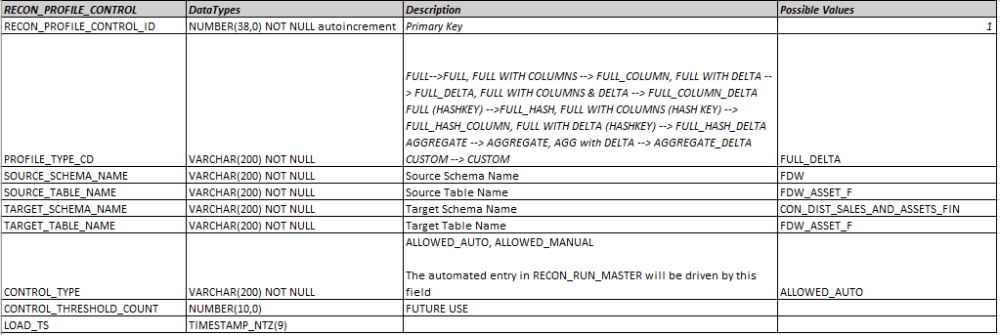 RECON_PROFILE_CONTROL DataTypes Description Possible Values
RECON_PROFILE_CONTROL_ID NUMBER(38,0) NOT NULL autoincrement Primary Key 1
FULL-->FULL, FULL WITH COLUMNS --> FULL_COLUMN, FULL WITH DELTA --
> FULL_DELTA, FULL WITH COLUMNS & DELTA --> FULL_COLUMN_DELTA
FULL (HASHKEY) -->FULL_HASH, FULL WITH COLUMNS (HASH KEY) -->
FULL_HASH_COLUMN, FULL WITH DELTA (HASHKEY) --> FULL_HASH_DELTA
AGGREGATE --> AGGREGATE, AGG with DELTA --> AGGREGATE_DELTA
PROFILE_TYPE_CD VARCHAR(200) NOT NULL CUSTOM --> CUSTOM FULL_DELTA
SOURCE_SCHEMA_NAME VARCHAR(200) NOT NULL Source Schema Name FDW
SOURCE_TABLE_NAME VARCHAR(200) NOT NULL Source Table Name FDW_ASSET_F
TARGET_SCHEMA_NAME VARCHAR(200) NOT NULL Target Schema Name CON_DIST_SALES_AND_ASSETS_FIN
TARGET_TABLE_NAME VARCHAR(200) NOT NULL Target Table Name FDW_ASSET_F
ALLOWED_AUTO, ALLOWED_MANUAL
The automated entry in RECON_RUN_MASTER will be driven by this
CONTROL_TYPE VARCHAR(200) NOT NULL field ALLOWED_AUTO
CONTROL_THRESHOLD_COUNT NUMBER(10,0) FUTURE USE
LOAD_TS TIMESTAMP_NTZ(9)